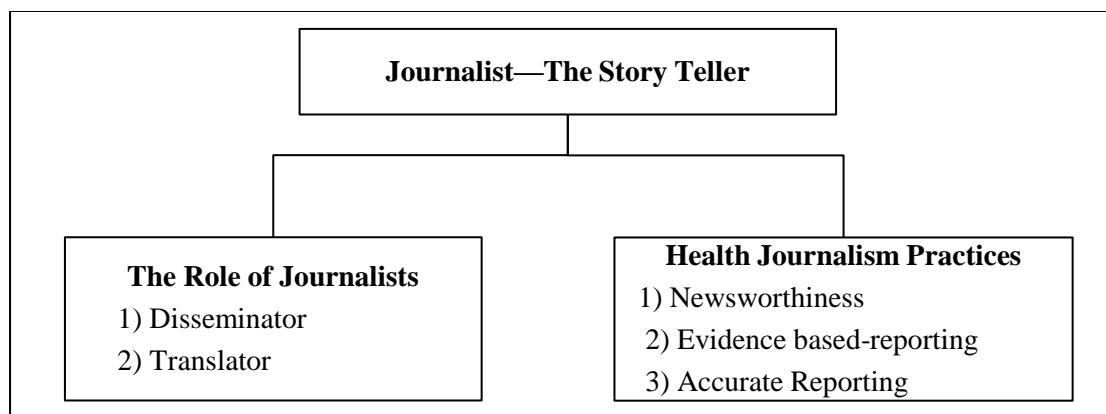 Journalist—The Story Teller
The Role of Journalists
1) Disseminator
2) Translator
Health Journalism Practices
1) Newsworthiness
2) Evidence based-reporting
3) Accurate Reporting